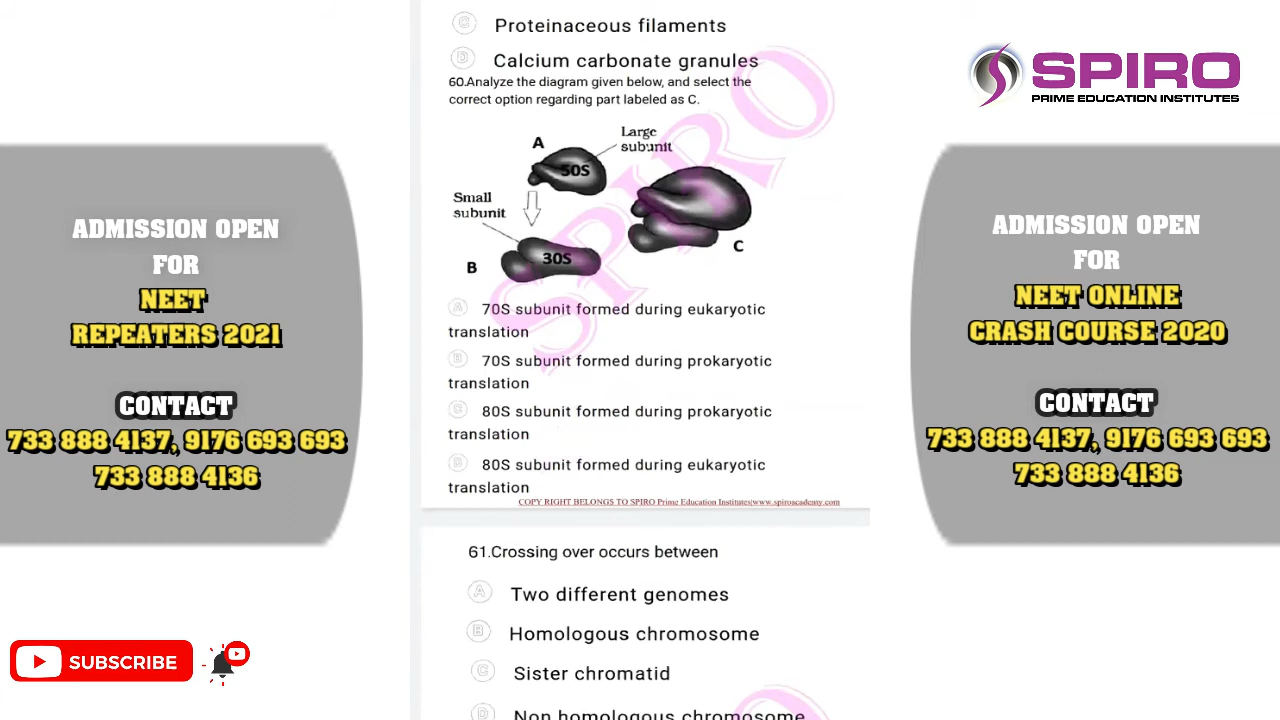 ADMISSION OPEN
FOR
NEET
REPEATERS 2021
CONTACT
733 888 4137, 9176 693 693
733 888 4136
SUBSCRIBE
C Proteinaceous filaments
D Calcium carbonate granules
60.Analyze the diagram given below, and select the
correct option regarding part labeled as C.
A
Large
subunit
50S
Small
subunit
30S
B
C
A 70S subunit formed during eukaryotic
translation
B 70S subunit formed during prokaryotic
translation
C 80S subunit formed during prokaryotic
translation
D 80S subunit formed during eukaryotic
translation
SPIRO
COPY RIGHT BELONGS TO SPIRO Prime Education Institutes|www.spiroacademy.com
61.Crossing over occurs between
A Two different genomes
B Homologous chromosome
C Sister chromatid
D Non homologous chromosome
SPIRO
PRIME EDUCATION INSTITUTES
ADMISSION OPEN
FOR
NEET ONLINE
CRASH COURSE 2020
CONTACT
733 888 4137, 9176 693 693
733 888 4136